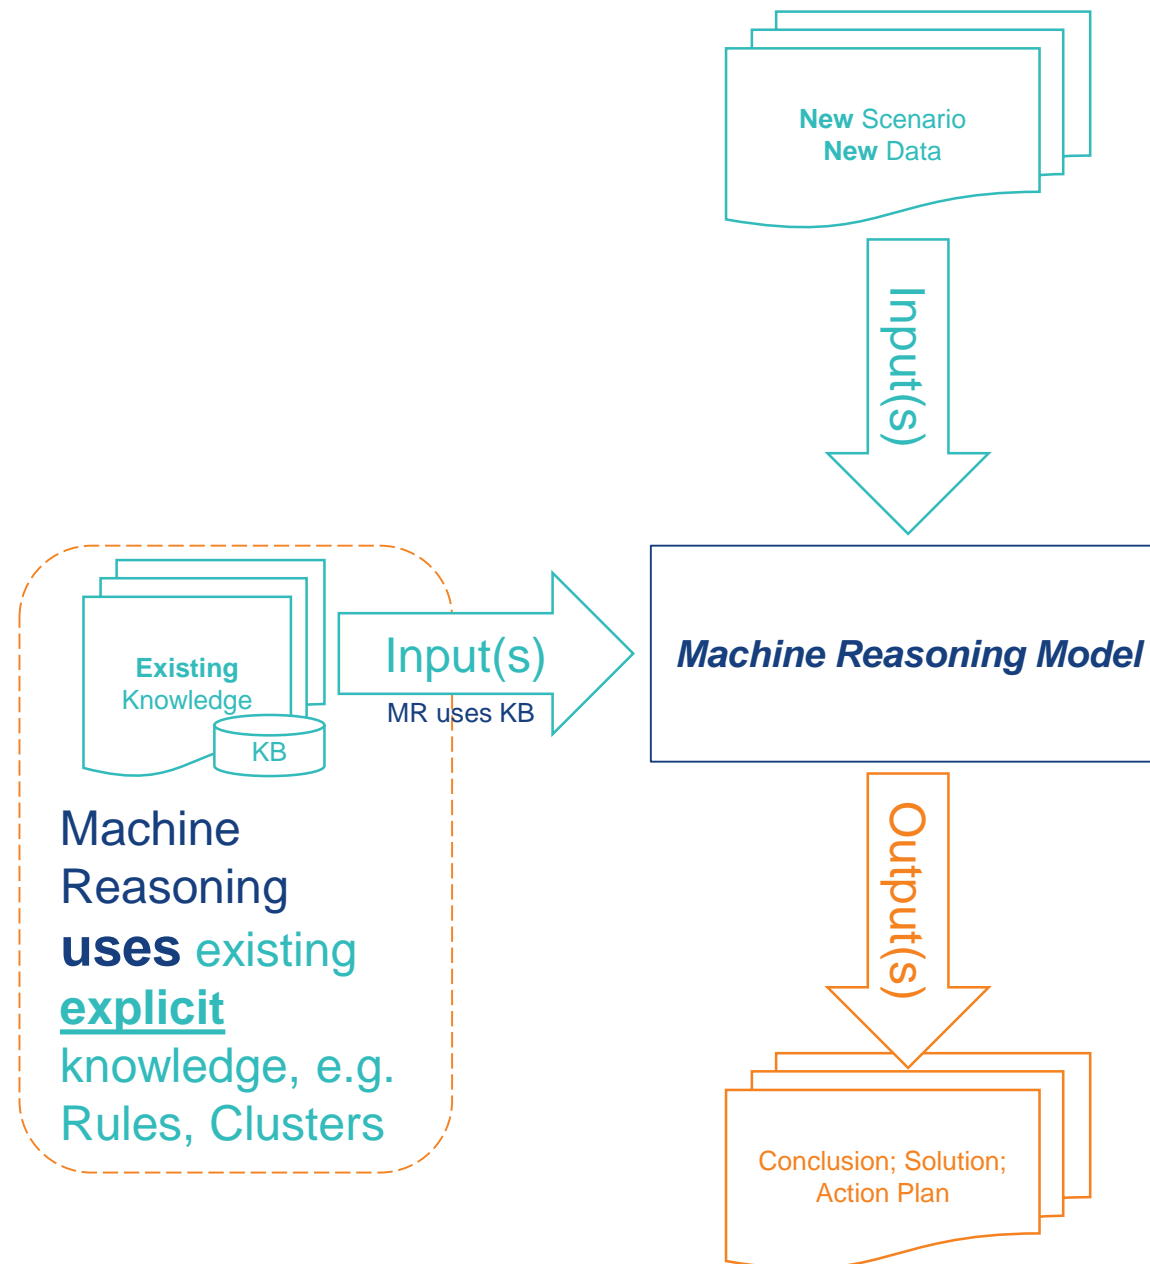 New Scenario
New Data
Input(s)
Existing
Knowledge
KB
Input(s)
MR uses KB
Machine Reasoning Model
Machine
Reasoning
uses existing
explicit
knowledge, e.g.
Rules, Clusters
Output(s)
Conclusion; Solution;
Action Plan